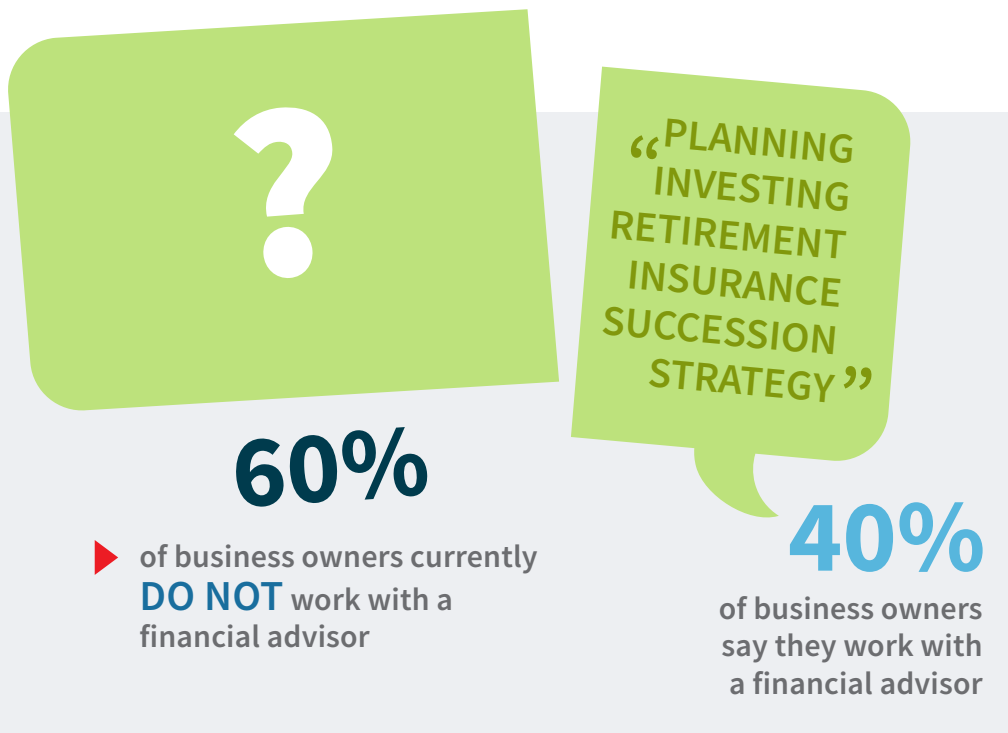 ?
“PLANNING
INVESTING
RETIREMENT
INSURANCE
SUCCESSION
STRATEGY”
60%
of business owners currently
DO NOT work with a
financial advisor
40%
of business owners
say they work with
a financial advisor